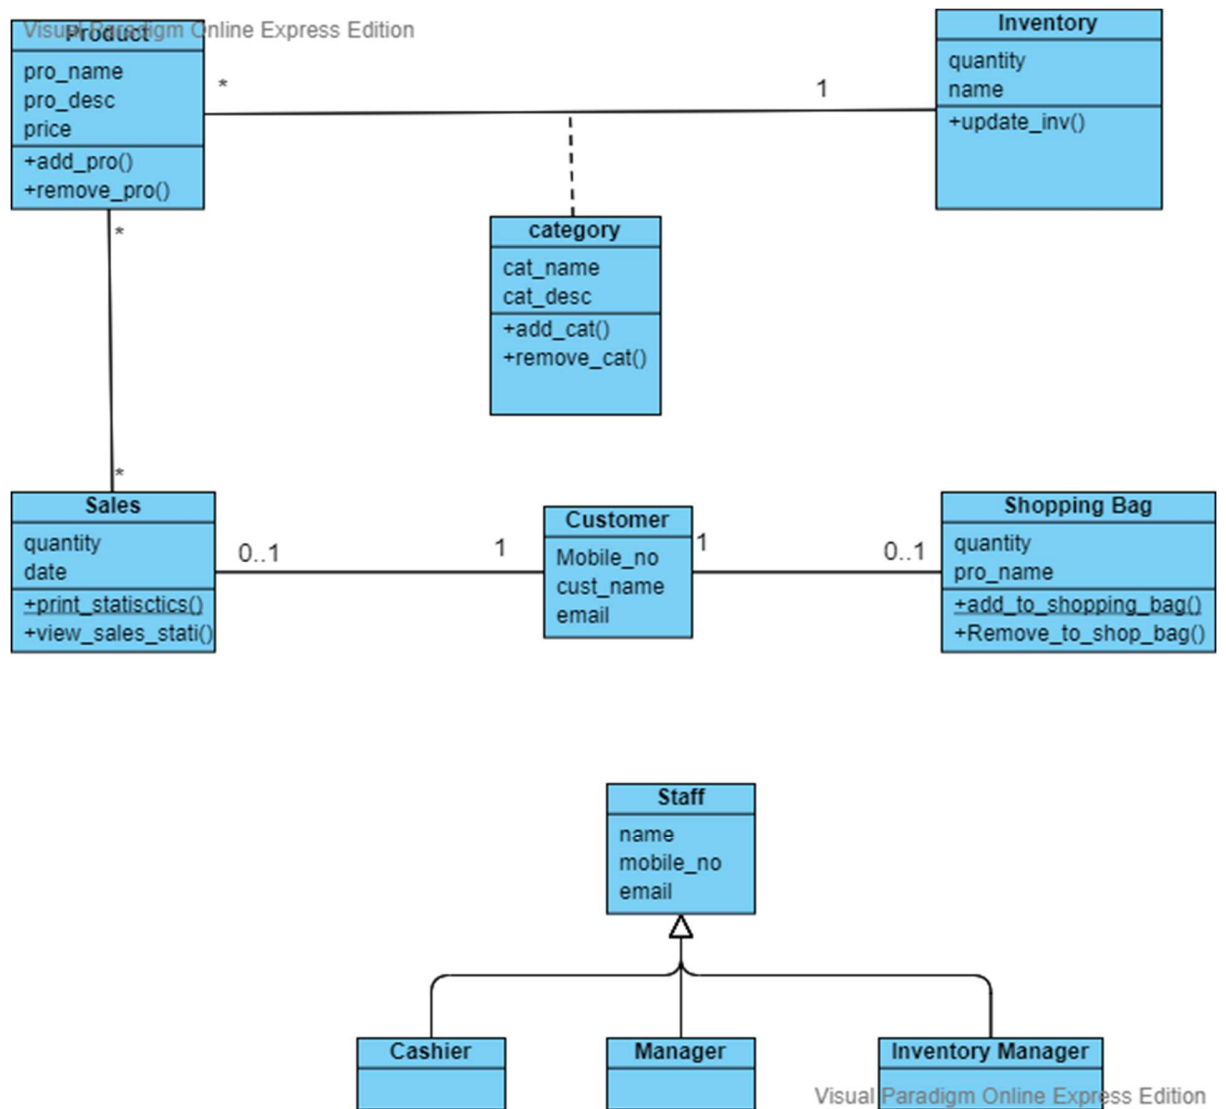 Visual Paradigm Online Express Edition
Product
pro_name
pro_desc
price
+add_pro()
+remove_pro()
*
1
Inventory
quantity
name
+update_inv()
category
cat_name
cat_desc
+add_cat()
+remove_cat()
*
*
Sales
quantity
date
+print_statisctics()
+view_sales_stati()
0..1
1
Customer
Mobile_no
cust_name
email
1
0..1
Shopping Bag
quantity
pro_name
+add_to_shopping_bag()
+Remove_to_shop_bag()
Staff
name
mobile_no
email
Cashier
Manager
Inventory Manager
Visual Paradigm Online Express Edition